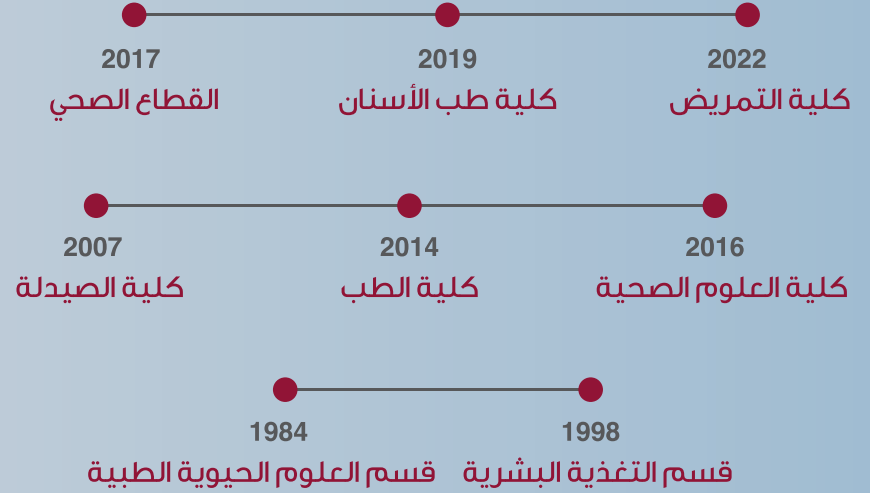 2017
القطاع الصحي
2019
كلية طب الأسنان
2022
كلية التمريض
2007
كلية الصيدلة
2014
كلية الطب
2016
كلية العلوم الصحية
1984
قسم العلوم الحيوية الطبية
1998
قسم التغذية البشرية